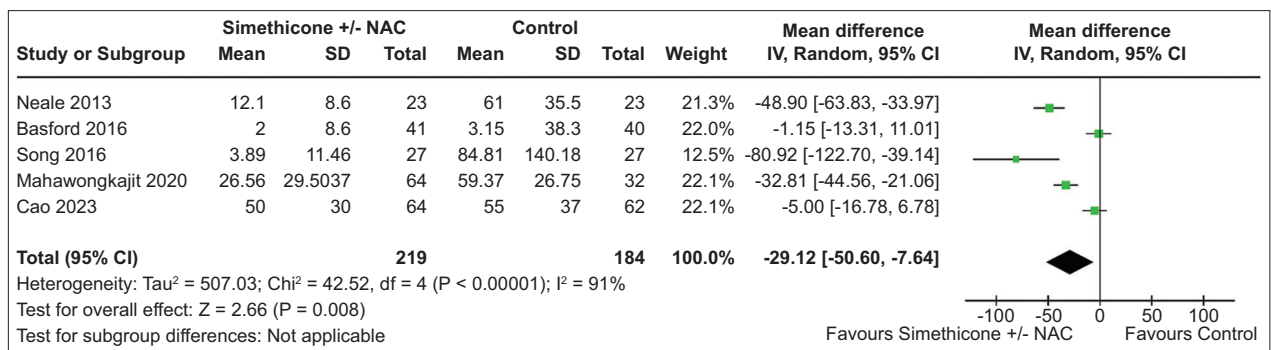 Simethicone +/- NAC Control Mean difference Mean difference
Study or Subgroup Mean SD Total Mean SD Total Weight IV, Random, 95% CI IV, Random, 95% CI
Neale 2013 12.1 8.6 23 61 35.5 23 21.3% -48.90 [-63.83, -33.97]
Basford 2016 2 8.6 41 3.15 38.3 40 22.0% -1.15 [-13.31, 11.01]
Song 2016 3.89 11.46 27 84.81 140.18 27 12.5% -80.92 [-122.70, -39.14]
Mahawongkajit 2020 26.56 29.5037 64 59.37 26.75 32 22.1% -32.81 [-44.56, -21.06]
Cao 2023 50 30 64 55 37 62 22.1% -5.00 [-16.78, 6.78]
Total (95% CI) 219 184 100.0% -29.12 [-50.60, -7.64]
Heterogeneity: Tau² = 507.03; Chi² = 42.52, df = 4 (P < 0.00001); I² = 91%
Test for overall effect: Z = 2.66 (P = 0.008)
Test for subgroup differences: Not applicable
-100 -50 0 50 100
Favours Simethicone +/- NAC Favours Control